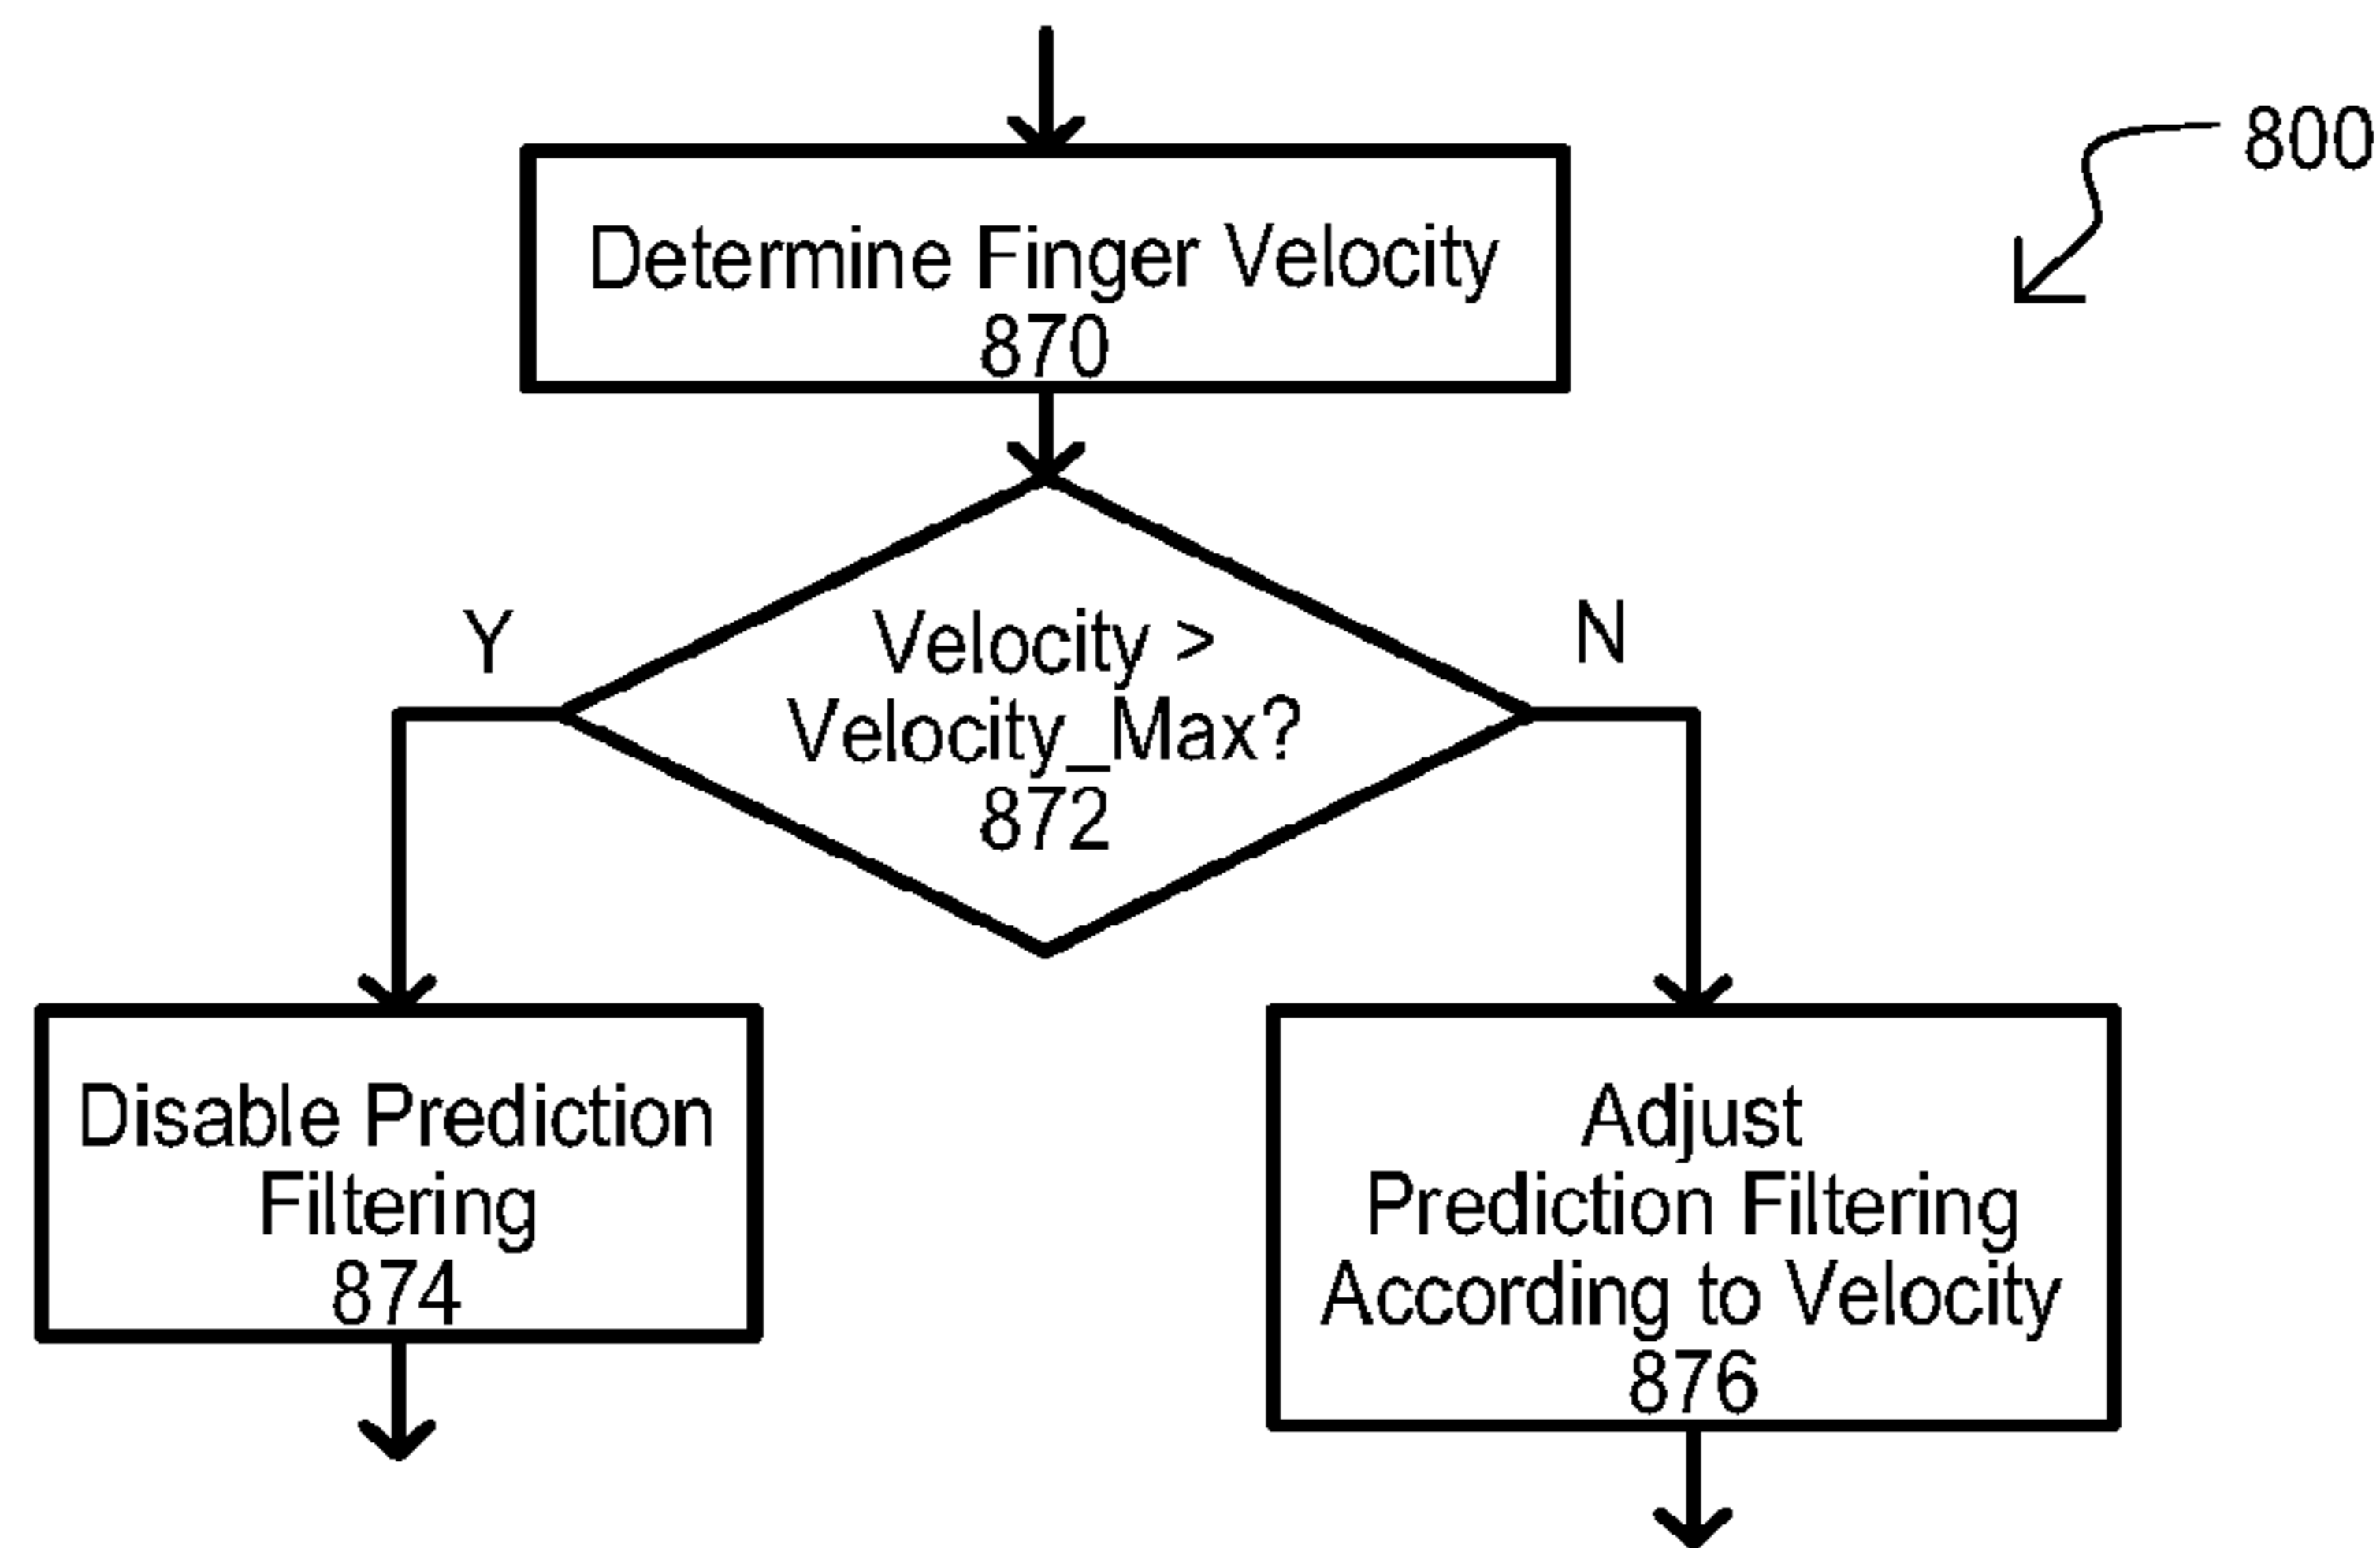 800
Determine Finger Velocity
870
Y
Velocity >
N
Velocity_Max?
872
Disable Prediction
Filtering
874
Adjust
Prediction Filtering
According to Velocity
876